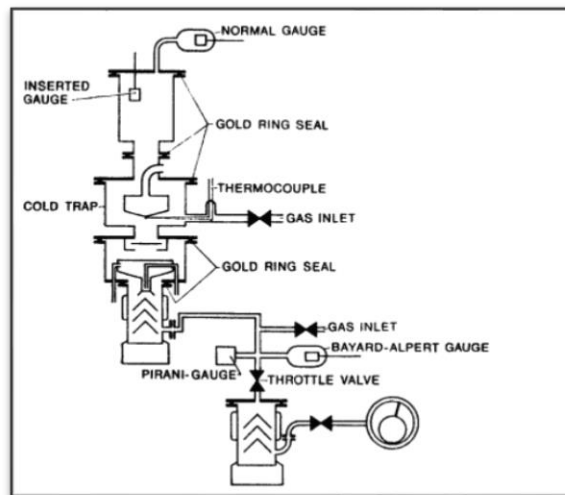 NORMAL GAUGE
INSERTED
GAUGE
GOLD RING SEAL
THERMOCOUPLE
COLD TRAP
GAS INLET
GOLD RING SEAL
GAS INLET
BAYARD-ALPERT GAUGE
PIRANI-GAUGE
THROTTLE VALVE